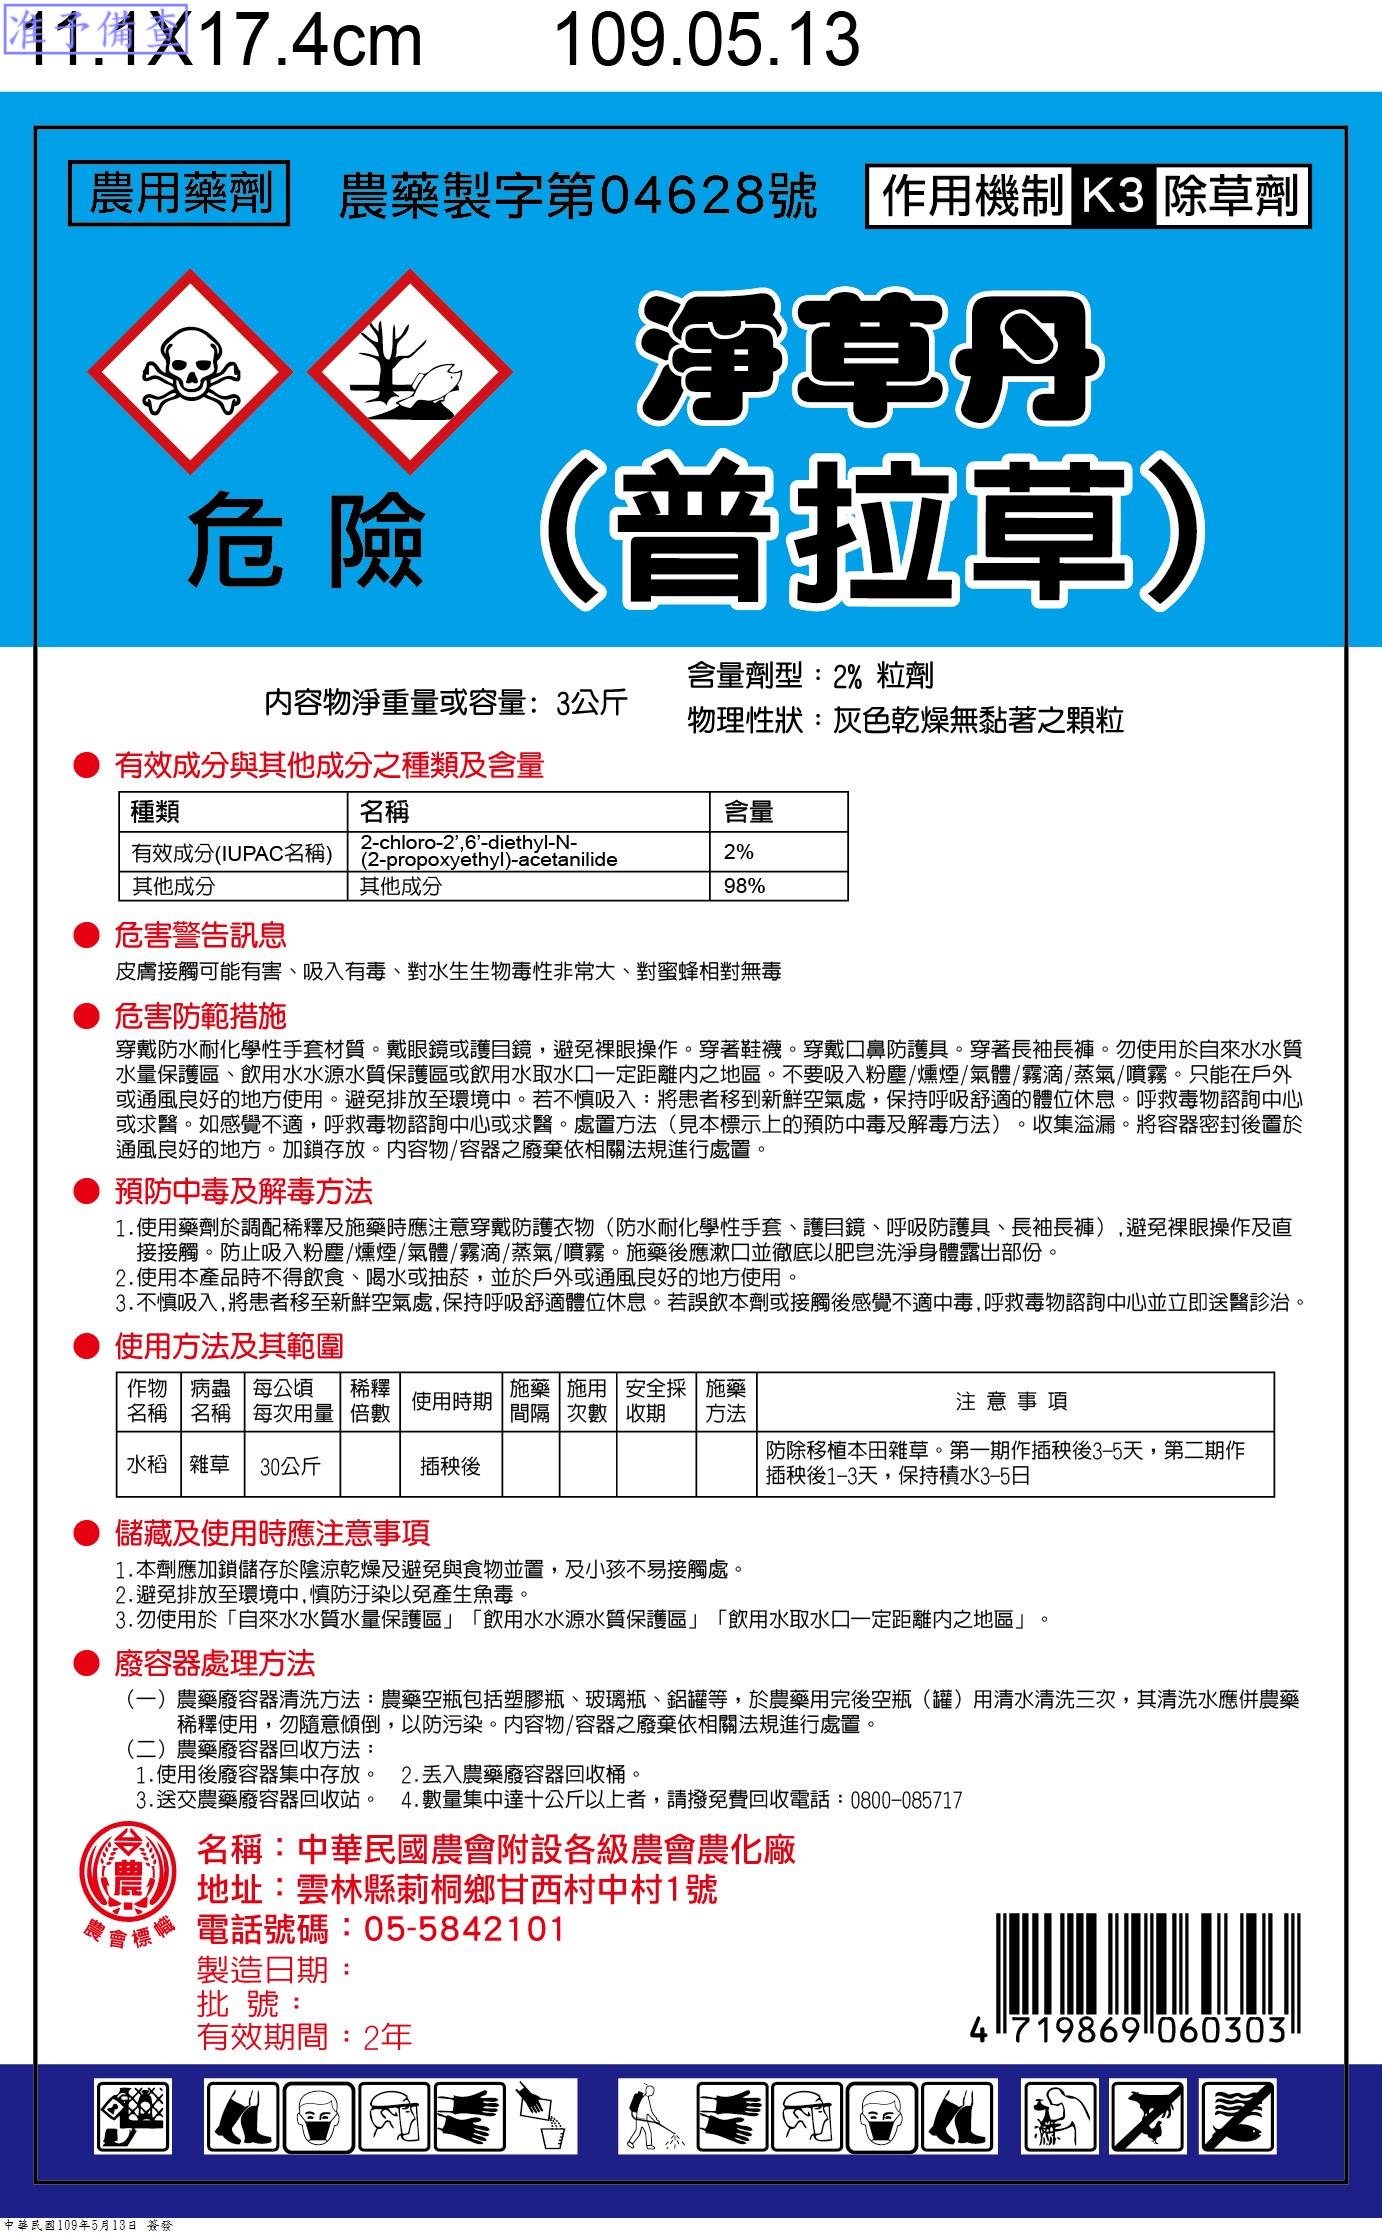 准予備查
11.1X17.4cm 109.05.13
農用藥劑 農藥製字第04628號 作用機制 K3 除草劑
淨草丹
(普拉草)
危險
內容物淨重量或容量: 3公斤
含量劑型：2% 粒劑
物理性狀：灰色乾燥無黏著之顆粒
● 有效成分與其他成分之種類及含量
種類 名稱 含量
有效成分(IUPAC名稱) 2-chloro-2',6'-diethyl-N-(2-propoxyethyl)-acetanilide 2%
其他成分 其他成分 98%
● 危害警告訊息
皮膚接觸可能有害、吸入有毒、對水生生物毒性非常大、對蜜蜂相對無毒
● 危害防範措施
穿戴防水耐化學性手套材質。戴眼鏡或護目鏡，避免裸眼操作。穿著鞋襪。穿戴口鼻防護具。穿著長袖長褲。勿使用於自來水水質
水量保護區、飲用水水源水質保護區或飲用水取水口一定距離內之地區。不要吸入粉塵/燻煙/氣體/霧滴/蒸氣/噴霧。只能在戶外
或通風良好的地方使用。避免排放至環境中。若不慎吸入：將患者移到新鮮空氣處，保持呼吸舒適的體位休息。呼救毒物諮詢中心
或求醫。如感覺不適，呼救毒物諮詢中心或求醫。處置方法（見本標示上的預防中毒及解毒方法）。收集溢漏。將容器密封後置於
通風良好的地方。加鎖存放。內容物/容器之廢棄依相關法規進行處置。
● 預防中毒及解毒方法
1.使用藥劑於調配稀釋及施藥時應注意穿戴防護衣物（防水耐化學性手套、護目鏡、呼吸防護具、長袖長褲）,避免裸眼操作及直
接接觸。防止吸入粉塵/燻煙/氣體/霧滴/蒸氣/噴霧。施藥後應漱口並徹底以肥皂洗淨身體露出部份。
2.使用本產品時不得飲食、喝水或抽菸，並於戶外或通風良好的地方使用。
3.不慎吸入,將患者移至新鮮空氣處,保持呼吸舒適體位休息。若誤飲本劑或接觸後感覺不適中毒,呼救毒物諮詢中心並立即送醫診治。
● 使用方法及其範圍
作物名稱 病蟲名稱 每公頃每次用量 稀釋倍數 使用時期 施藥間隔 施用次數 安全採收期 施藥方法 注意事項
水稻 雜草 30公斤 插秧後 防除移植本田雜草。第一期作插秧後3-5天，第二期作
插秧後1-3天，保持積水3-5日
● 儲藏及使用時應注意事項
1.本劑應加鎖儲存於陰涼乾燥及避免與食物並置，及小孩不易接觸處。
2.避免排放至環境中,慎防汙染以免產生魚毒。
3.勿使用於「自來水水質水量保護區」「飲用水水源水質保護區」「飲用水取水口一定距離內之地區」。
● 廢容器處理方法
（一）農藥廢容器清洗方法：農藥空瓶包括塑膠瓶、玻璃瓶、鋁罐等，於農藥用完後空瓶（罐）用清水清洗三次，其清洗水應併農藥
稀釋使用，勿隨意傾倒，以防污染。內容物/容器之廢棄依相關法規進行處置。
（二）農藥廢容器回收方法：
1.使用後廢容器集中存放。 2.丟入農藥廢容器回收桶。
3.送交農藥廢容器回收站。 4.數量集中達十公斤以上者，請撥免費回收電話：0800-085717
農
農會標幟
名稱：中華民國農會附設各級農會農化廠
地址：雲林縣莿桐鄉甘西村中村1號
電話號碼：05-5842101
製造日期：
批 號：
有效期間：2年
4 719869 060303
中華民國109年5月13日 簽發